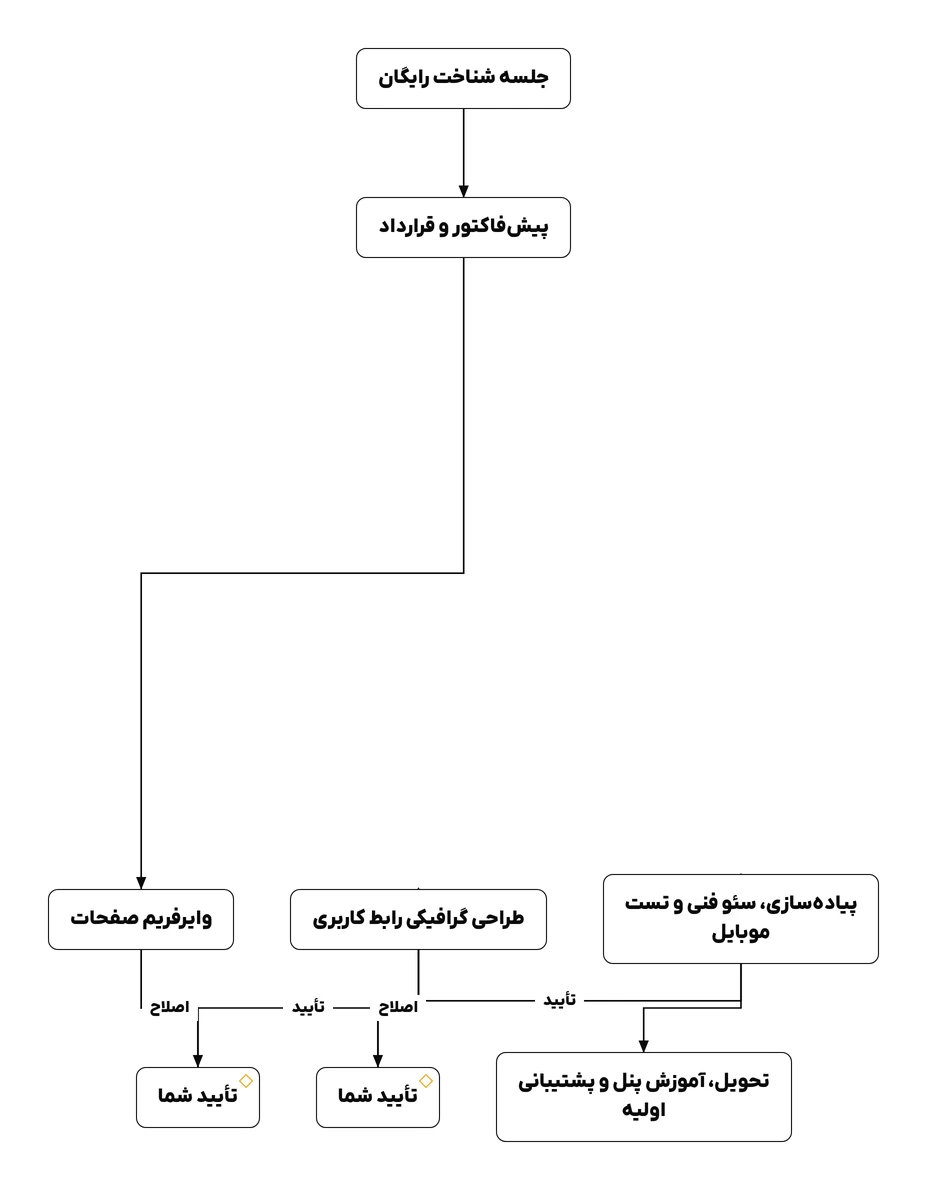 جلسه شناخت رایگان
پیش‌فاکتور و قرارداد
پیاده‌سازی، سئو فنی و تست
موبایل
طراحی گرافیکی رابط کاربری
وایرفریم صفحات
تأیید
اصلاح
تأیید
اصلاح
تحویل، آموزش پنل و پشتیبانی
اولیه
تأیید شما
تأیید شما